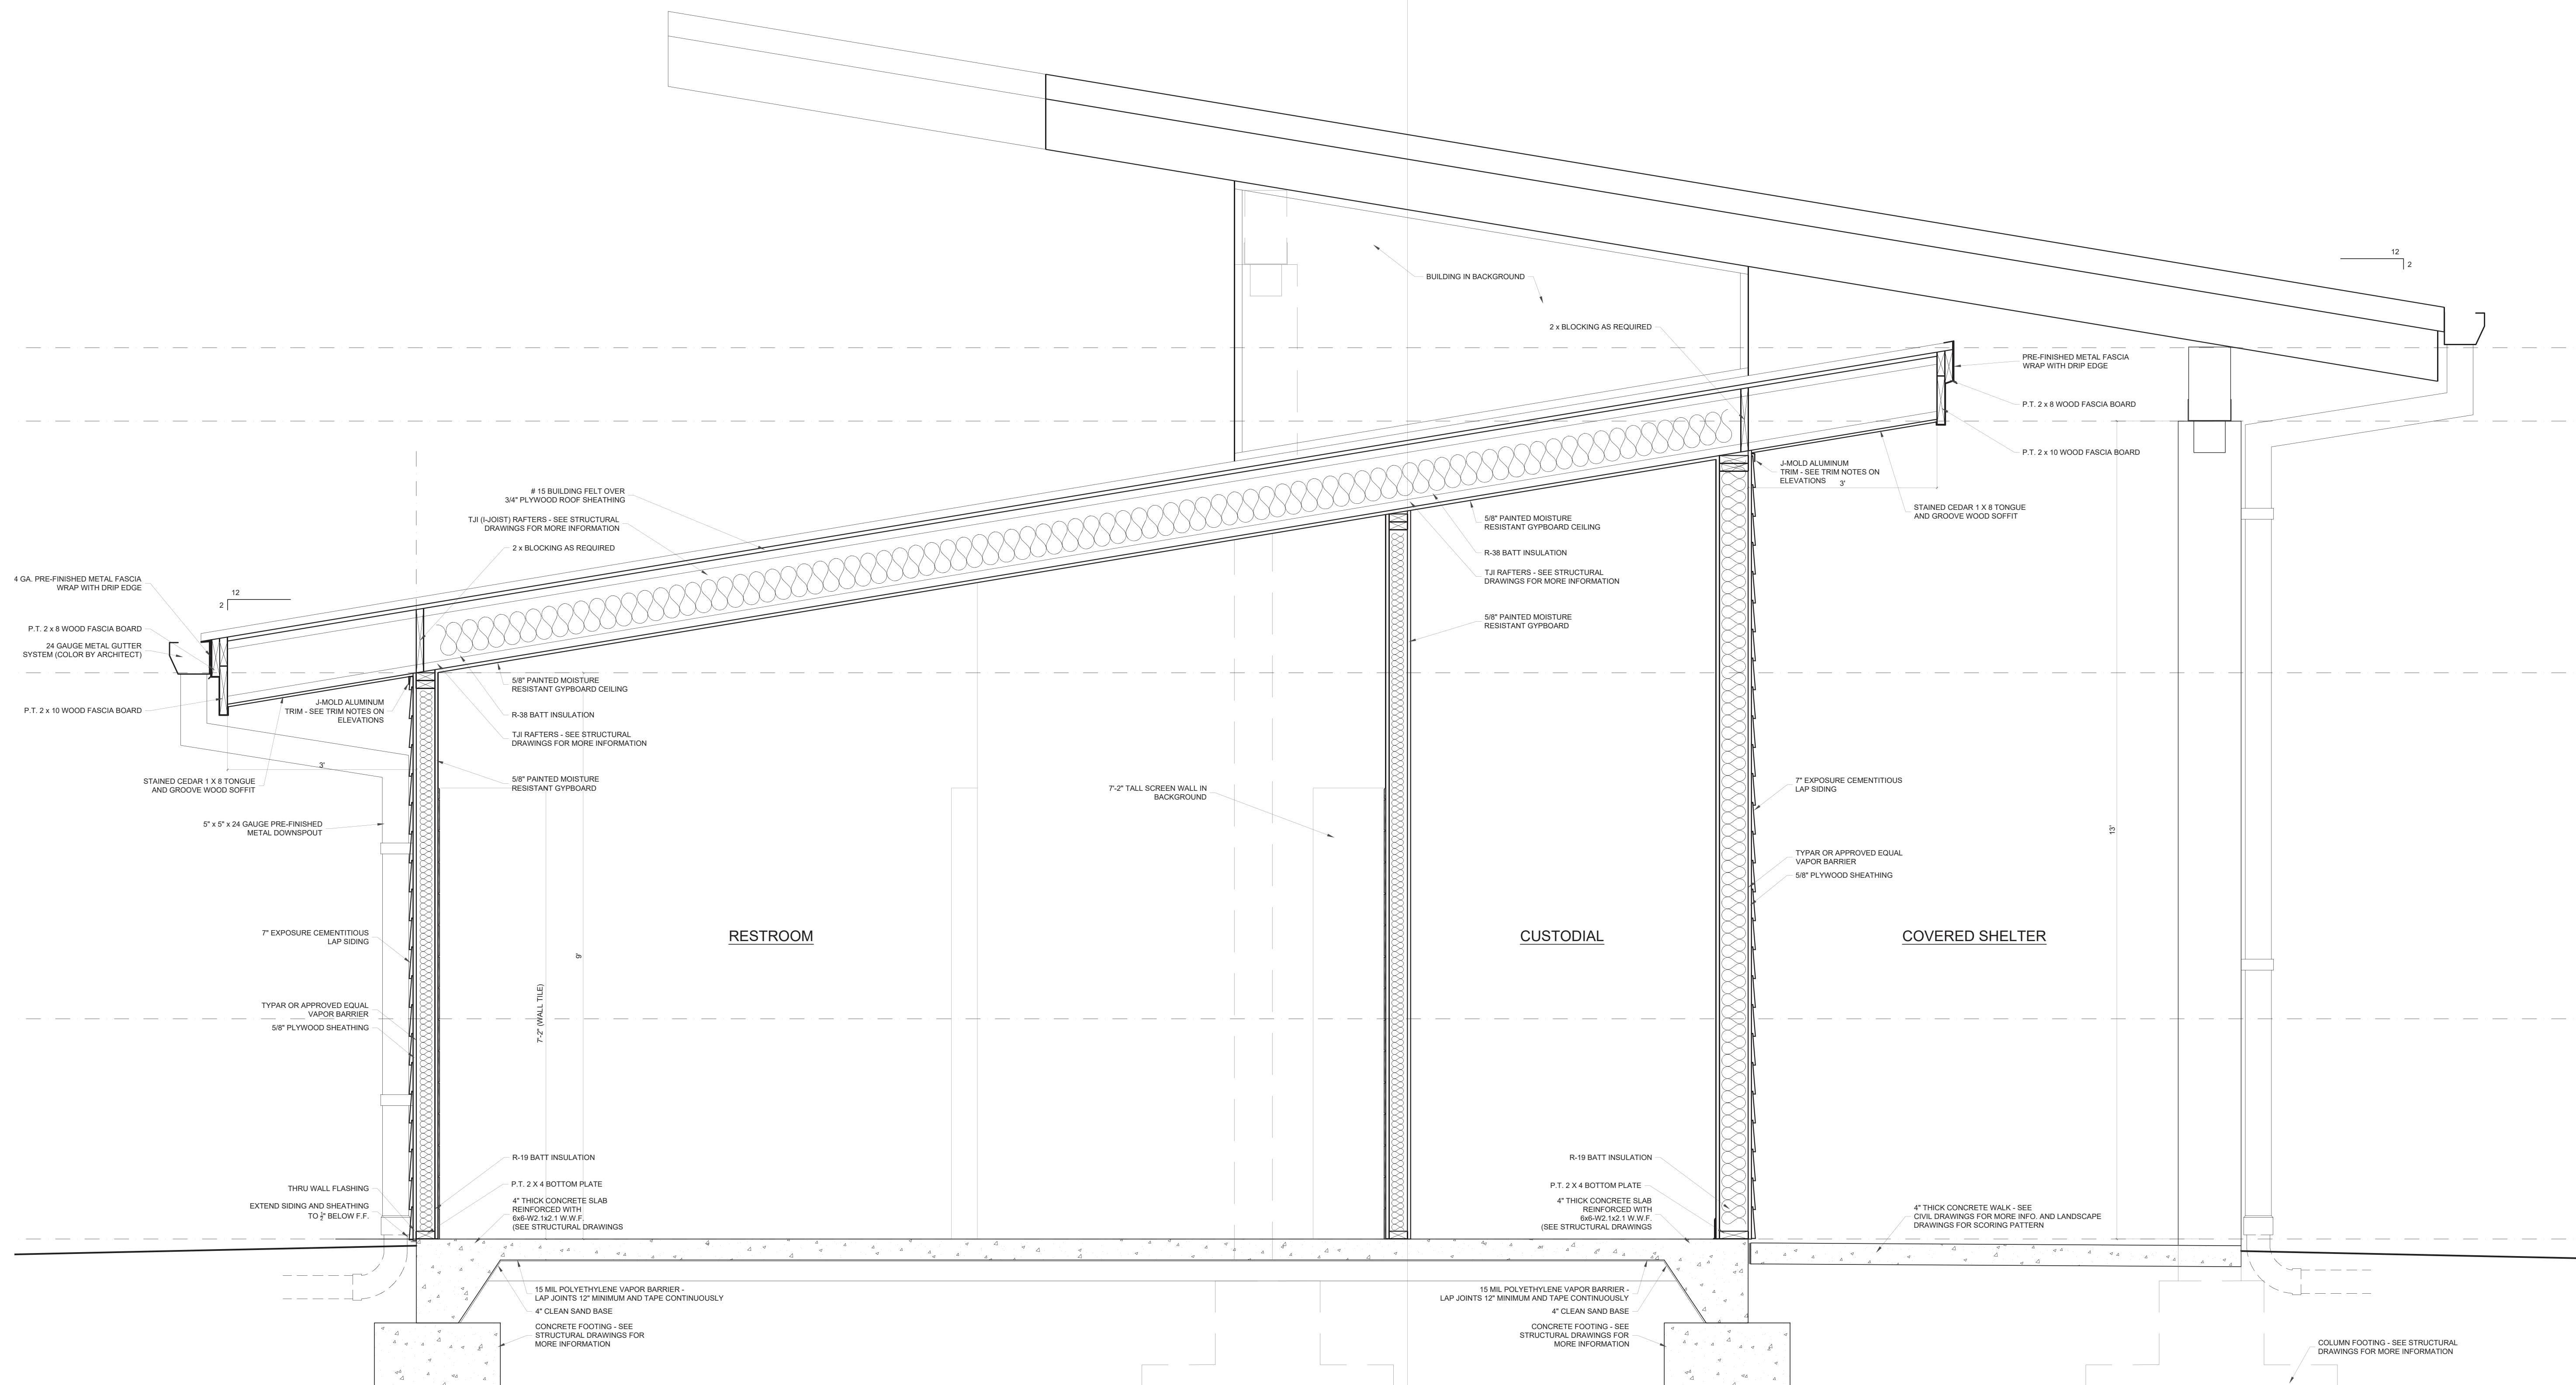 BUILDING IN BACKGROUND
12
2
2 x BLOCKING AS REQUIRED
PRE-FINISHED METAL FASCIA
WRAP WITH DRIP EDGE
P.T. 2 x 8 WOOD FASCIA BOARD
P.T. 2 x 10 WOOD FASCIA BOARD
J-MOLD ALUMINUM
TRIM - SEE TRIM NOTES ON
ELEVATIONS
3'
STAINED CEDAR 1 X 8 TONGUE
AND GROOVE WOOD SOFFIT
# 15 BUILDING FELT OVER
3/4" PLYWOOD ROOF SHEATHING
TJI (I-JOIST) RAFTERS - SEE STRUCTURAL
DRAWINGS FOR MORE INFORMATION
2 x BLOCKING AS REQUIRED
5/8" PAINTED MOISTURE
RESISTANT GYPBOARD CEILING
R-38 BATT INSULATION
TJI RAFTERS - SEE STRUCTURAL
DRAWINGS FOR MORE INFORMATION
5/8" PAINTED MOISTURE
RESISTANT GYPBOARD
4 GA. PRE-FINISHED METAL FASCIA
WRAP WITH DRIP EDGE
12
2
P.T. 2 x 8 WOOD FASCIA BOARD
24 GAUGE METAL GUTTER
SYSTEM (COLOR BY ARCHITECT)
P.T. 2 x 10 WOOD FASCIA BOARD
J-MOLD ALUMINUM
TRIM - SEE TRIM NOTES ON
ELEVATIONS
3'
STAINED CEDAR 1 X 8 TONGUE
AND GROOVE WOOD SOFFIT
5" x 5" x 24 GAUGE PRE-FINISHED
METAL DOWNSPOUT
5/8" PAINTED MOISTURE
RESISTANT GYPBOARD CEILING
R-38 BATT INSULATION
TJI RAFTERS - SEE STRUCTURAL
DRAWINGS FOR MORE INFORMATION
5/8" PAINTED MOISTURE
RESISTANT GYPBOARD
7'-2" TALL SCREEN WALL IN
BACKGROUND
7" EXPOSURE CEMENTITIOUS
LAP SIDING
13'
TYPAR OR APPROVED EQUAL
VAPOR BARRIER
5/8" PLYWOOD SHEATHING
7" EXPOSURE CEMENTITIOUS
LAP SIDING
RESTROOM
CUSTODIAL
COVERED SHELTER
9'
7'-2" (WALL TILE)
TYPAR OR APPROVED EQUAL
VAPOR BARRIER
5/8" PLYWOOD SHEATHING
THRU WALL FLASHING
EXTEND SIDING AND SHEATHING
TO ¾" BELOW F.F.
R-19 BATT INSULATION
P.T. 2 X 4 BOTTOM PLATE
4" THICK CONCRETE SLAB
REINFORCED WITH
6x6-W2.1x2.1 W.W.F.
(SEE STRUCTURAL DRAWINGS
R-19 BATT INSULATION
P.T. 2 X 4 BOTTOM PLATE
4" THICK CONCRETE SLAB
REINFORCED WITH
6x6-W2.1x2.1 W.W.F.
(SEE STRUCTURAL DRAWINGS
4" THICK CONCRETE WALK - SEE
CIVIL DRAWINGS FOR MORE INFO. AND LANDSCAPE
DRAWINGS FOR SCORING PATTERN
15 MIL POLYETHYLENE VAPOR BARRIER -
LAP JOINTS 12" MINIMUM AND TAPE CONTINUOUSLY
4" CLEAN SAND BASE
CONCRETE FOOTING - SEE
STRUCTURAL DRAWINGS FOR
MORE INFORMATION
15 MIL POLYETHYLENE VAPOR BARRIER -
LAP JOINTS 12" MINIMUM AND TAPE CONTINUOUSLY
4" CLEAN SAND BASE
CONCRETE FOOTING - SEE
STRUCTURAL DRAWINGS FOR
MORE INFORMATION
COLUMN FOOTING - SEE STRUCTURAL
DRAWINGS FOR MORE INFORMATION